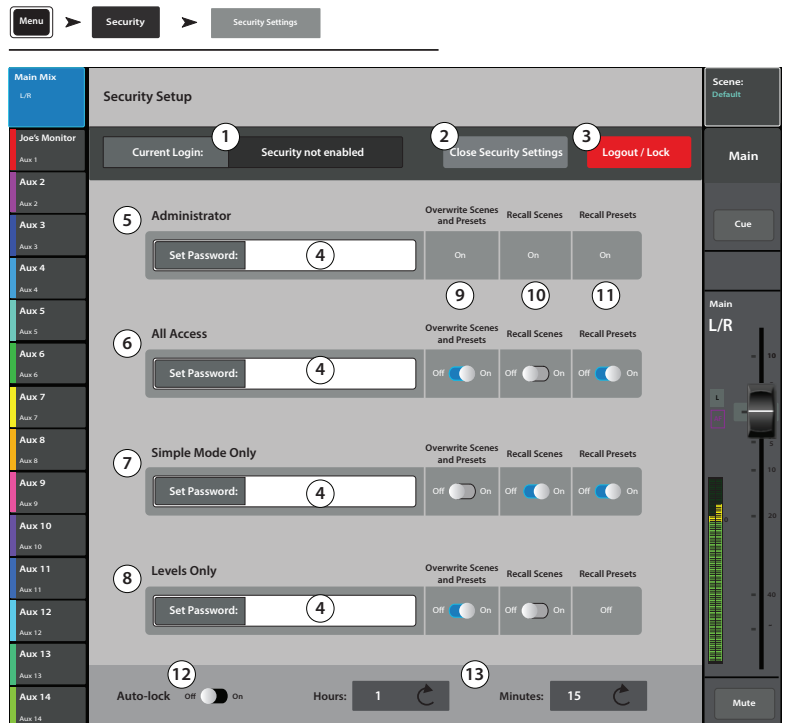 Menu
Security
Security Settings
Main Mix
L/R
Security Setup
Scene:
Default
1
2
3
Current Login:
Security not enabled
Close Security Settings
Logout / Lock
Main
Joe's Monitor
Aux 1
Aux 2
Aux 2
Aux 3
Aux 3
Aux 4
Aux 4
Aux 5
Aux 5
Aux 6
Aux 6
Aux 7
Aux 7
Aux 8
Aux 8
Aux 9
Aux 9
Aux 10
Aux 10
Aux 11
Aux 11
Aux 12
Aux 12
Aux 13
Aux 13
Aux 14
Aux 14
5
Administrator
Overwrite Scenes
and Presets
Recall Scenes
Recall Presets
Set Password:
4
On
On
On
9
10
11
6
All Access
Overwrite Scenes
and Presets
Recall Scenes
Recall Presets
Set Password:
4
Off On
Off On
Off On
7
Simple Mode Only
Overwrite Scenes
and Presets
Recall Scenes
Recall Presets
Set Password:
4
Off On
Off On
Off On
8
Levels Only
Overwrite Scenes
and Presets
Recall Scenes
Recall Presets
Set Password:
4
Off On
Off On
Off
12
13
Auto-lock
Off On
Hours:
1
Minutes:
15
Cue
Main
L/R
10
L
5
10
20
40
Mute